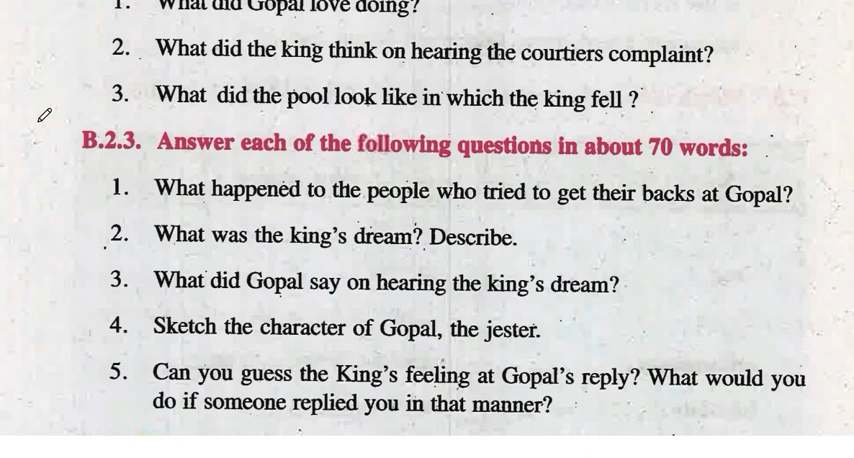 1. What did Gopal love doing?
2. What did the king think on hearing the courtiers complaint?
3. What did the pool look like in which the king fell ?
B.2.3. Answer each of the following questions in about 70 words:
1. What happened to the people who tried to get their backs at Gopal?
2. What was the king's dream? Describe.
3. What did Gopal say on hearing the king's dream?
4. Sketch the character of Gopal, the jester.
5. Can you guess the King's feeling at Gopal's reply? What would you
do if someone replied you in that manner?